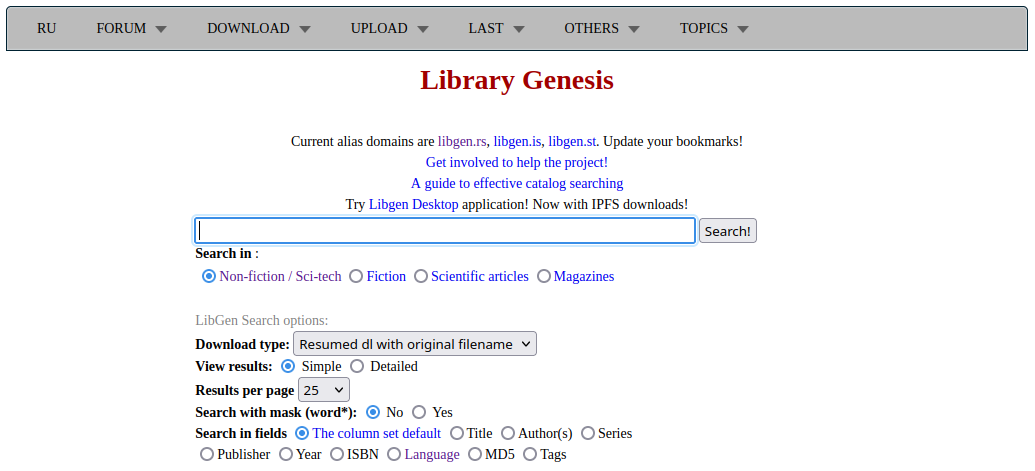 RU FORUM DOWNLOAD UPLOAD LAST OTHERS TOPICS
Library Genesis
Current alias domains are libgen.rs, libgen.is, libgen.st. Update your bookmarks!
Get involved to help the project!
A guide to effective catalog searching
Try Libgen Desktop application! Now with IPFS downloads!
Search!
Search in :
Non-fiction / Sci-tech Fiction Scientific articles Magazines
LibGen Search options:
Download type: Resumed dl with original filename
View results: Simple Detailed
Results per page 25
Search with mask (word*): No Yes
Search in fields The column set default Title Author(s) Series
Publisher Year ISBN Language MD5 Tags